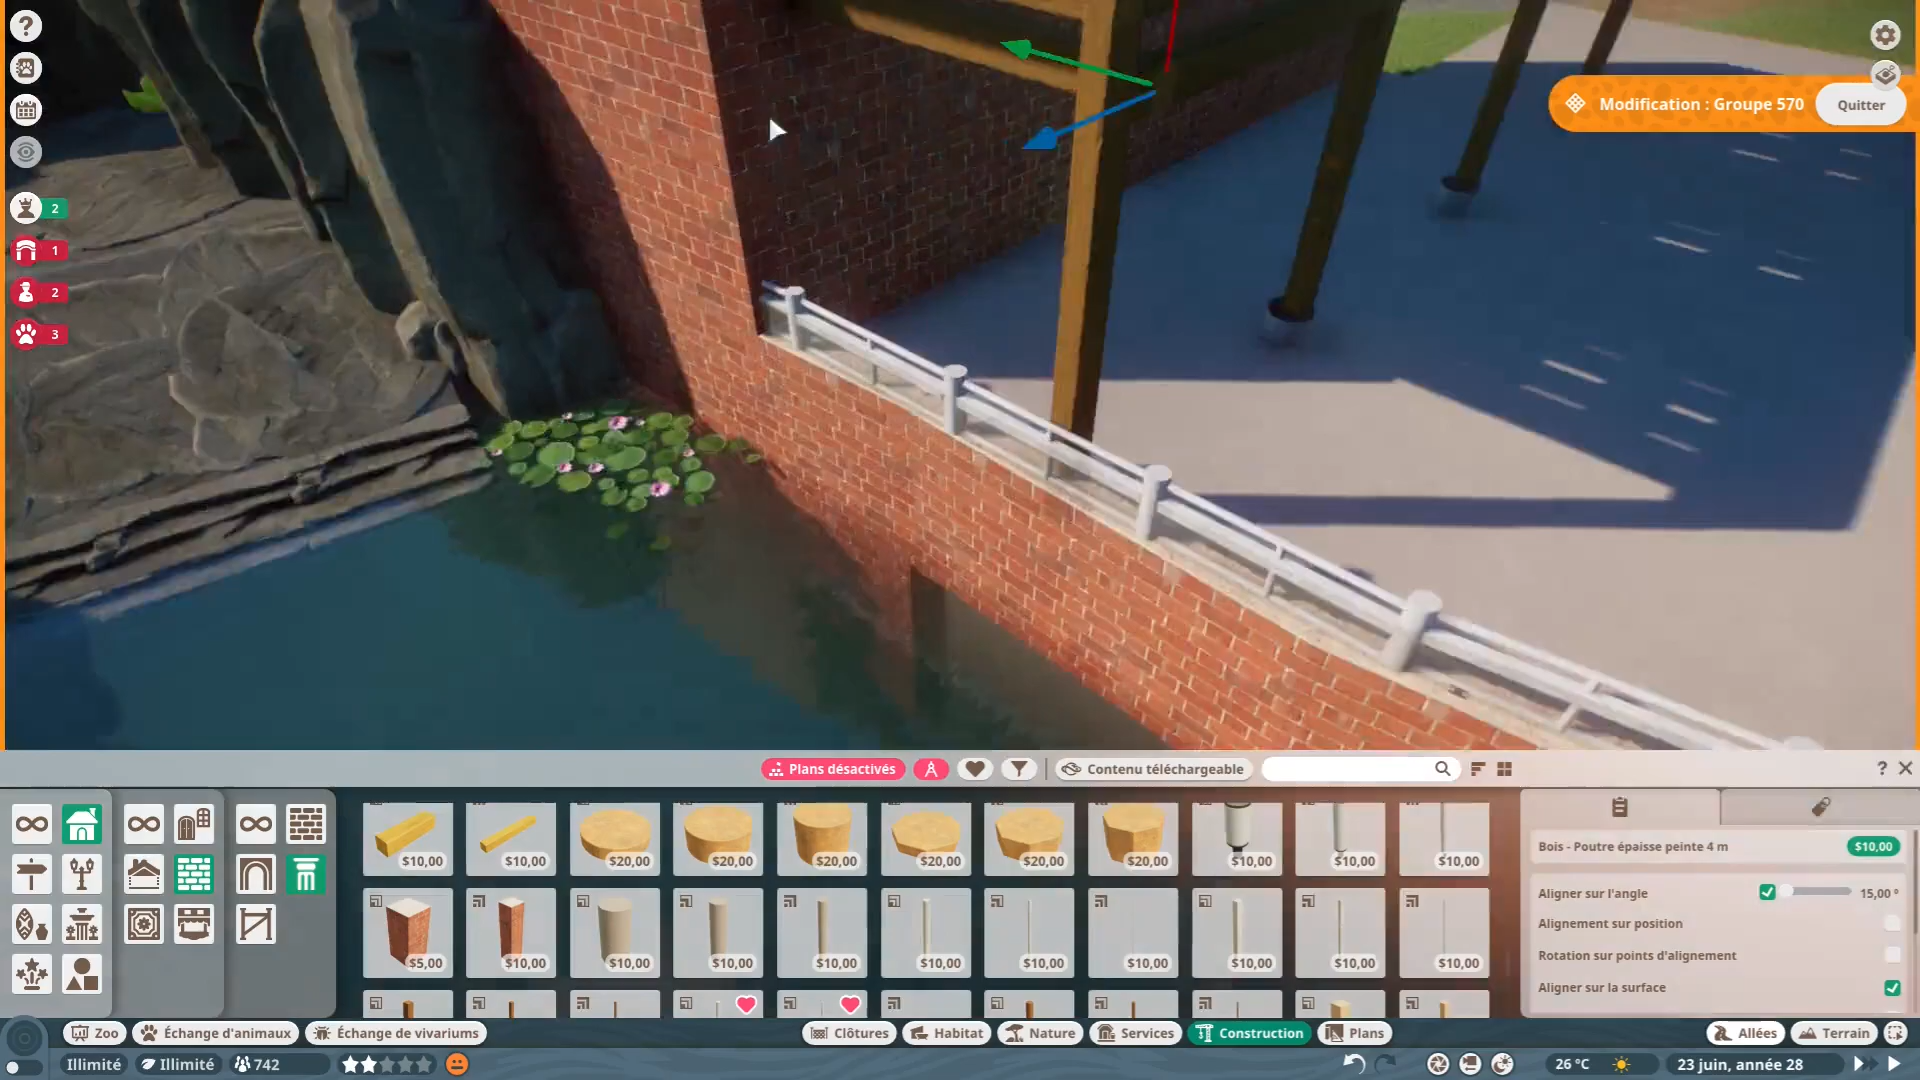 Modification : Groupe 570
Quitter
2
1
2
3
Plans désactivés
Contenu téléchargeable
?
$10,00
$10,00
$20,00
$20,00
$20,00
$20,00
$20,00
$20,00
$10,00
$10,00
$10,00
$5,00
$10,00
$10,00
$10,00
$10,00
$10,00
$10,00
$10,00
$10,00
$10,00
$10,00
Bois - Poutre épaisse peinte 4 m
$10,00
Aligner sur l'angle
15,00 °
Alignement sur position
Rotation sur points d'alignement
Aligner sur la surface
Zoo
Échange d'animaux
Échange de vivariums
Clôtures
Habitat
Nature
Services
Construction
Plans
Allées
Terrain
Illimité
Illimité
742
26 °C
23 juin, année 28